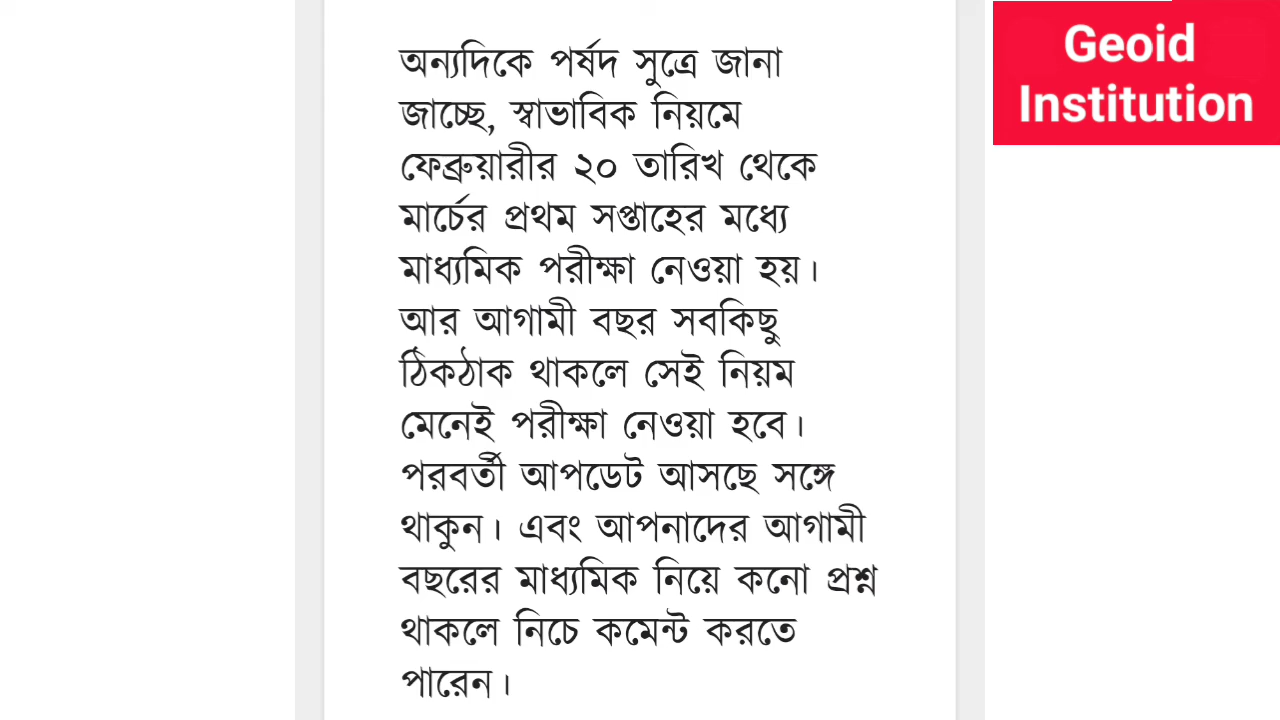 অন্যদিকে পর্ষদ সুত্রে জানা
জাচ্ছে, স্বাভাবিক নিয়মে
ফেব্রুয়ারীর ২০ তারিখ থেকে
মার্চের প্রথম সপ্তাহের মধ্যে
মাধ্যমিক পরীক্ষা নেওয়া হয়।
আর আগামী বছর সবকিছু
ঠিকঠাক থাকলে সেই নিয়ম
মেনেই পরীক্ষা নেওয়া হবে।
পরবর্তী আপডেট আসছে সঙ্গে
থাকুন। এবং আপনাদের আগামী
বছরের মাধ্যমিক নিয়ে কনো প্রশ্ন
থাকলে নিচে কমেন্ট করতে
পারেন।
Geoid
Institution